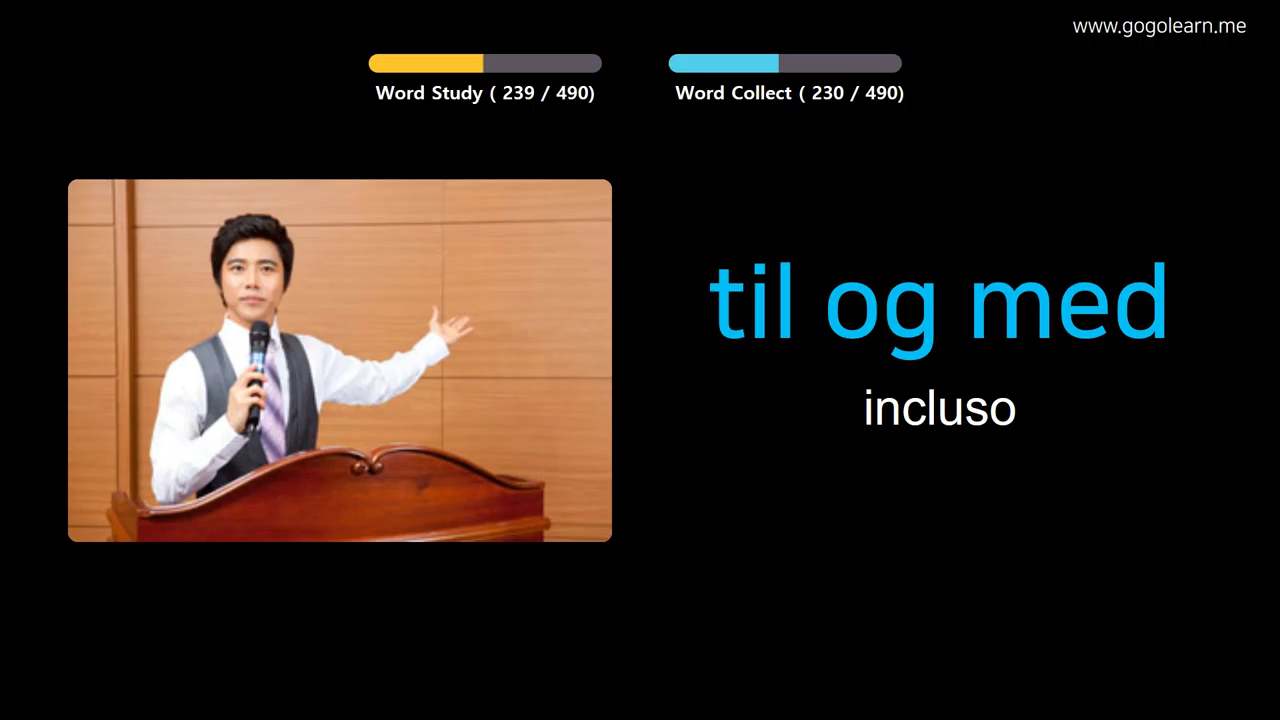 www.gogolearn.me
Word Study ( 239 / 490)
Word Collect ( 230 / 490)
til og med
incluso